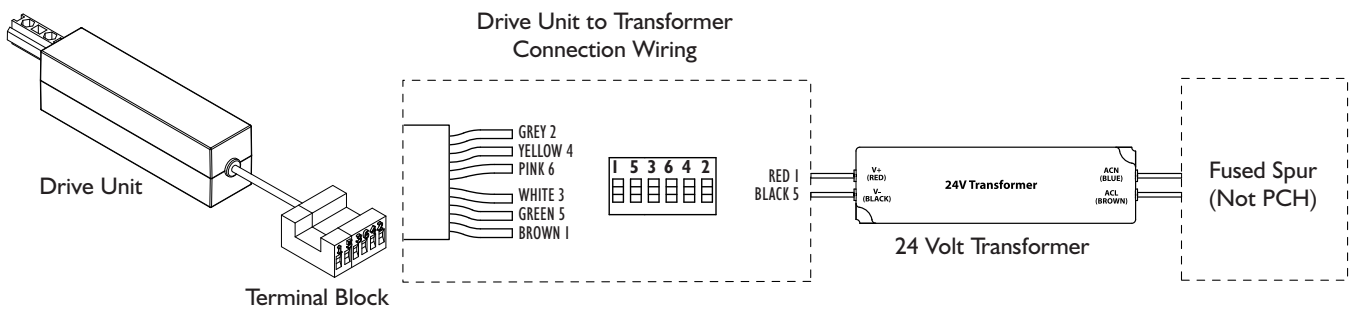 Drive Unit to Transformer
Connection Wiring
Drive Unit
Terminal Block
GREY 2
YELLOW 4
PINK 6
WHITE 3
GREEN 5
BROWN 1
1 5 3 6 4 2
RED 1
BLACK 5
V+
(RED)
V–
(BLACK)
24V Transformer
ACN
(BLUE)
ACL
(BROWN)
24 Volt Transformer
Fused Spur
(Not PCH)